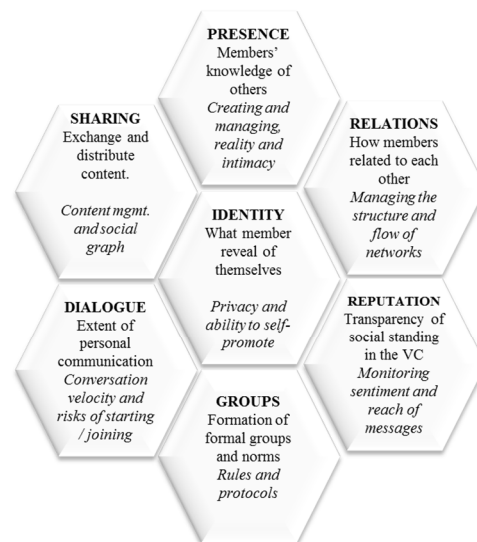 PRESENCE
Members'
knowledge of
others
Creating and
managing,
reality and
intimacy
SHARING
Exchange and
distribute
content.
Content mgmt.
and social
graph
RELATIONS
How members
related to each
other
Managing the
structure and
flow of
networks
IDENTITY
What member
reveal of
themselves
Privacy and
ability to self-
promote
DIALOGUE
Extent of
personal
communication
Conversation
velocity and
risks of starting
/ joining
REPUTATION
Transparency of
social standing
in the VC
Monitoring
sentiment and
reach of
messages
GROUPS
Formation of
formal groups
and norms
Rules and
protocols